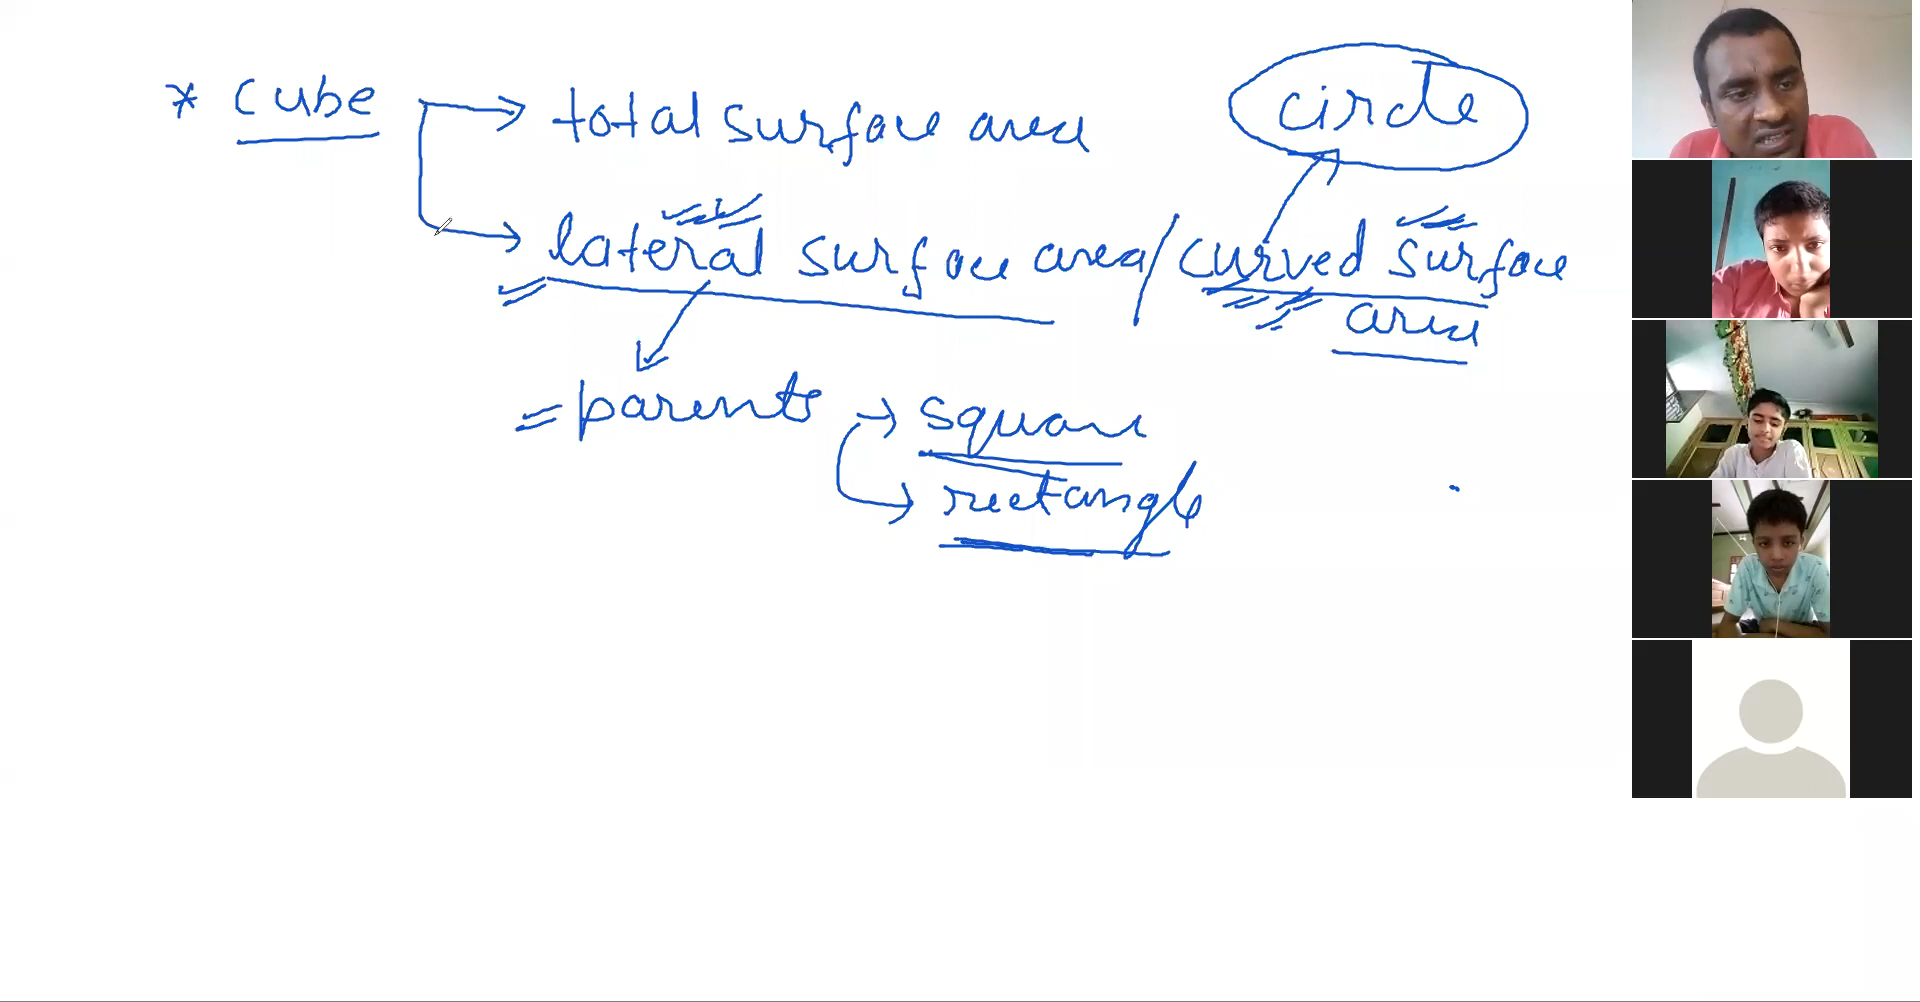 * cube → total surface area
circle
→ lateral surface area / curved surface
area
= parents → square
→ rectangle